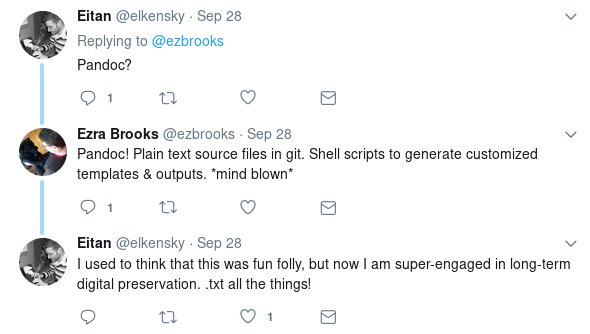 Eitan @elkensky · Sep 28
Replying to @ezbrooks
Pandoc?
1
Ezra Brooks @ezbrooks · Sep 28
Pandoc! Plain text source files in git. Shell scripts to generate customized
templates & outputs. *mind blown*
1
Eitan @elkensky · Sep 28
I used to think that this was fun folly, but now I am super-engaged in long-term
digital preservation. .txt all the things!
1